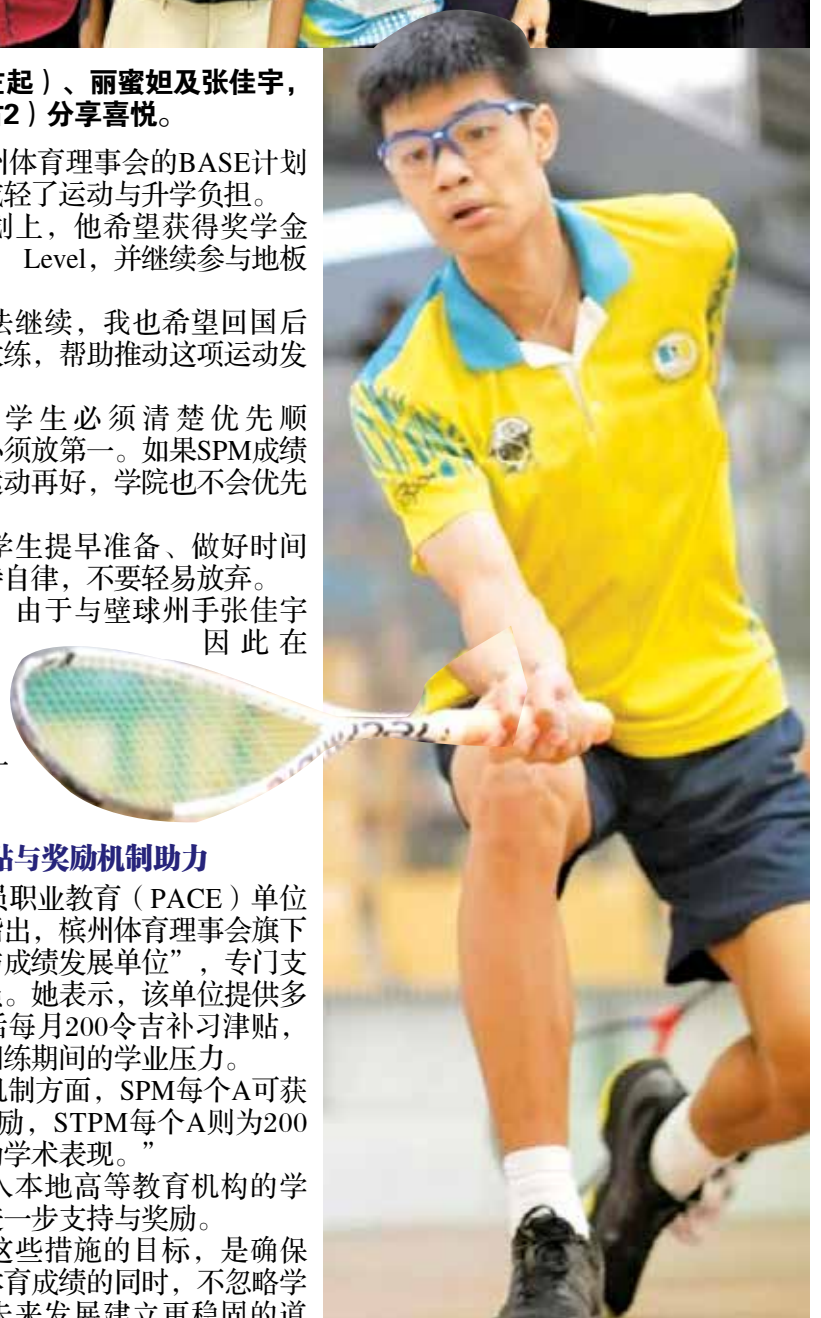 起）、丽蜜妲及张佳宇，
2）分享喜悦。
体育理事会的BASE计划
轻了运动与升学负担。
划上，他希望获得奖学金
Level，并继续参与地板
法继续，我也希望回国后
教练，帮助推动这项运动发
学生必须清楚优先顺
必须放第一。如果SPM成绩
运动再好，学院也不会优先
学生提早准备、做好时间
自律，不要轻易放弃。
由于与壁球州手张佳宇
因此在
贴与奖励机制助力
员职业教育（PACE）单位
指出，槟州体育理事会旗下
成绩发展单位”，专门支
。她表示，该单位提供多
每月200令吉补习津贴，
训练期间的学业压力。
机制方面，SPM每个A可获
励，STPM每个A则为200
学术表现。”
入本地高等教育机构的学
进一步支持与奖励。
这些措施的目标，是确保
体育成绩的同时，不忽略学
未来发展建立更稳固的道